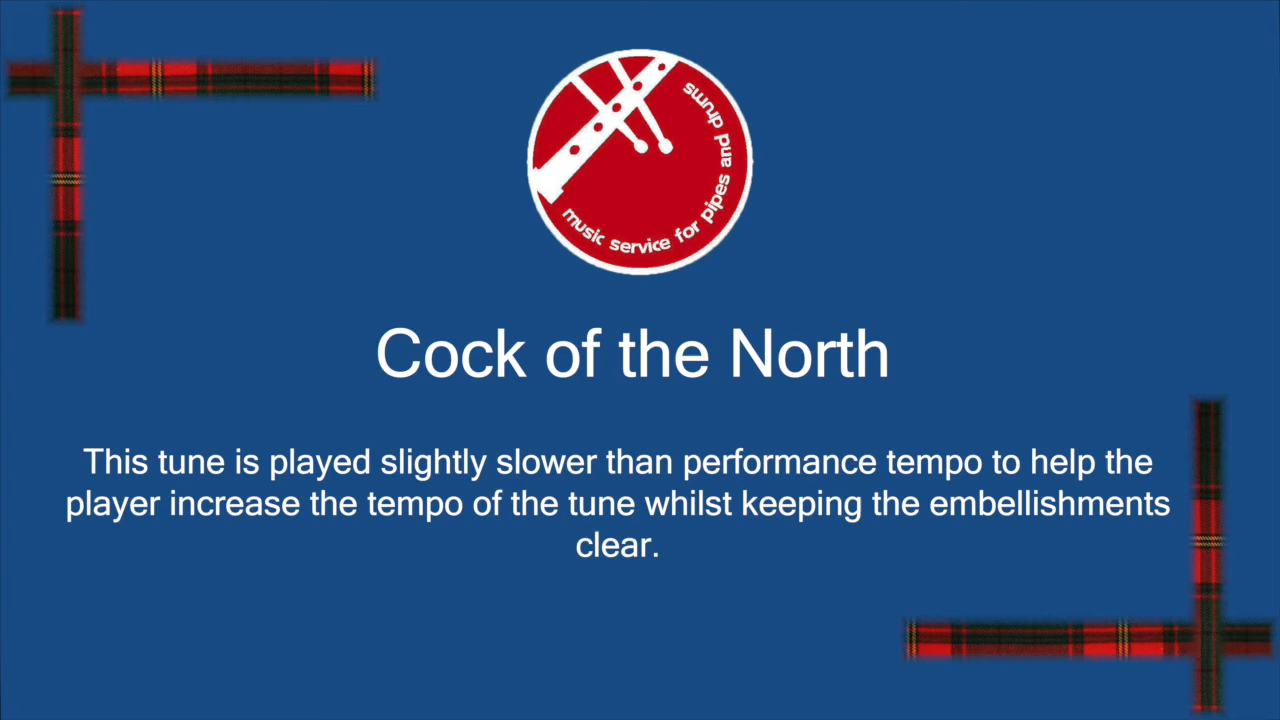 music service for pipes and drums
Cock of the North
This tune is played slightly slower than performance tempo to help the
player increase the tempo of the tune whilst keeping the embellishments
clear.